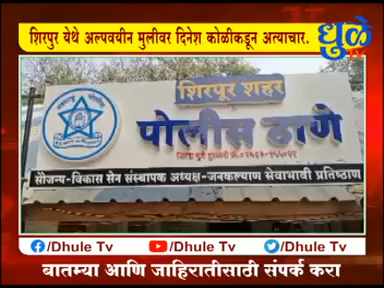 शिरपुर येथे अल्पवयीन मुलीवर दिनेश कोळीकडून अत्याचार.
धुळे
शिरपूर शहर
पोलीस ठाणे
सौजन्य-विकास सेन संस्थापक अध्यक्ष-जनकल्याण सेवाभावी प्रतिष्ठाण
/Dhule Tv
/Dhule Tv
/Dhule Tv
बातम्या आणि जाहिरातीसाठी संपर्क करा